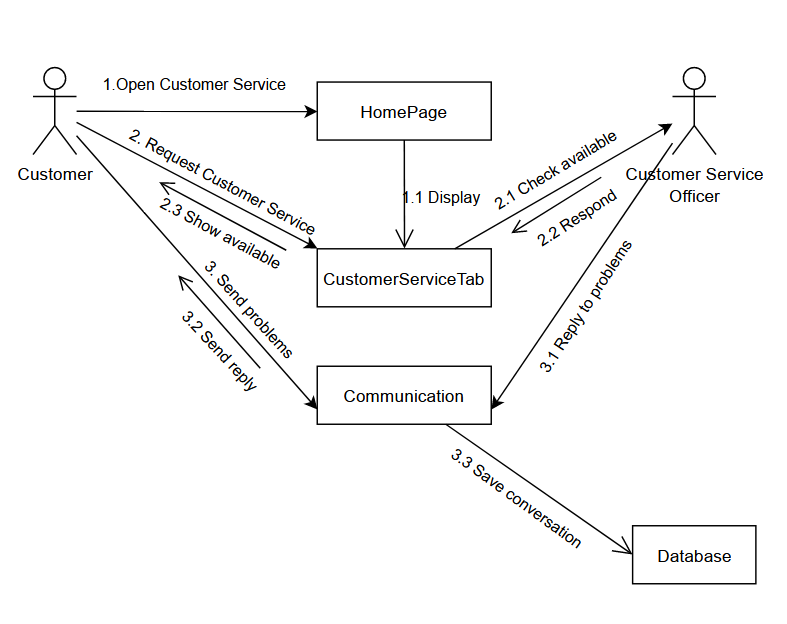 1.Open Customer Service
HomePage
Customer
2. Request Customer Service
2.3 Show available
1.1 Display
2.1 Check available
2.2 Respond
Customer Service
Officer
CustomerServiceTab
3. Send problems
3.2 Send reply
3.1 Reply to problems
Communication
3.3 Save conversation
Database